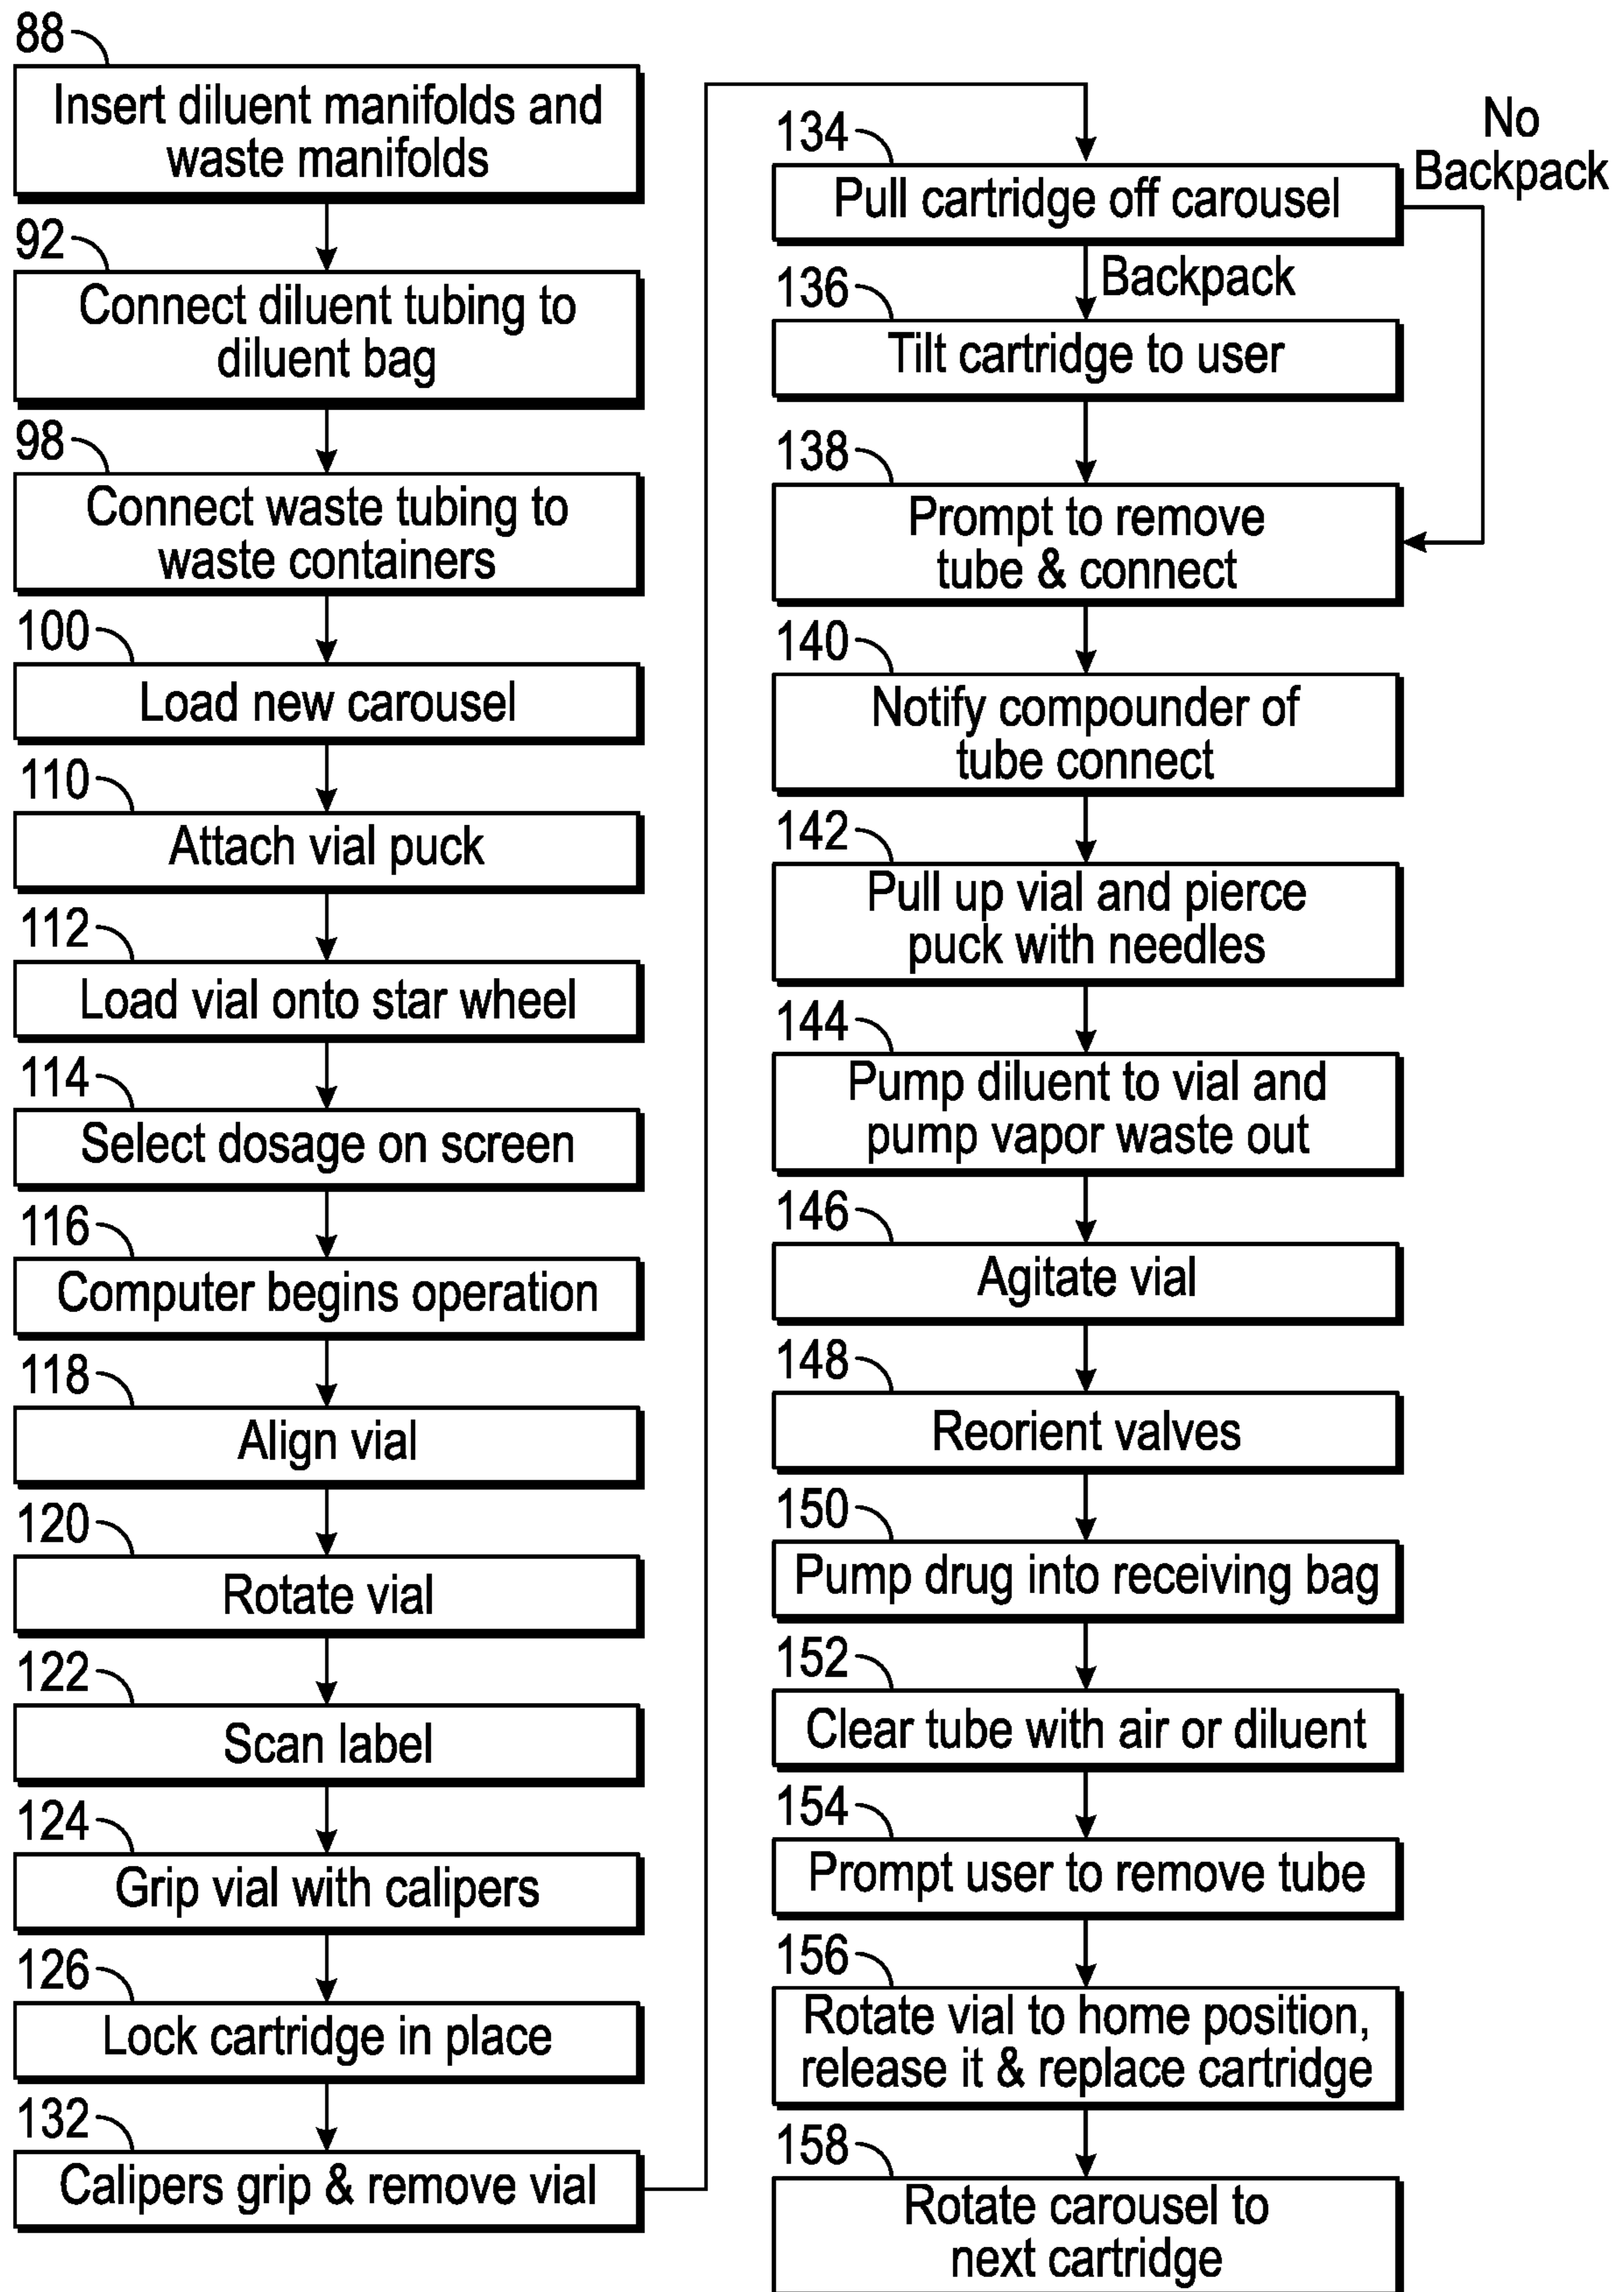 88
Insert diluent manifolds and
waste manifolds
92
Connect diluent tubing to
diluent bag
98
Connect waste tubing to
waste containers
100
Load new carousel
110
Attach vial puck
112
Load vial onto star wheel
114
Select dosage on screen
116
Computer begins operation
118
Align vial
120
Rotate vial
122
Scan label
124
Grip vial with calipers
126
Lock cartridge in place
132
Calipers grip & remove vial
134
Pull cartridge off carousel
No
Backpack
Backpack
136
Tilt cartridge to user
138
Prompt to remove
tube & connect
140
Notify compounder of
tube connect
142
Pull up vial and pierce
puck with needles
144
Pump diluent to vial and
pump vapor waste out
146
Agitate vial
148
Reorient valves
150
Pump drug into receiving bag
152
Clear tube with air or diluent
154
Prompt user to remove tube
156
Rotate vial to home position,
release it & replace cartridge
158
Rotate carousel to
next cartridge